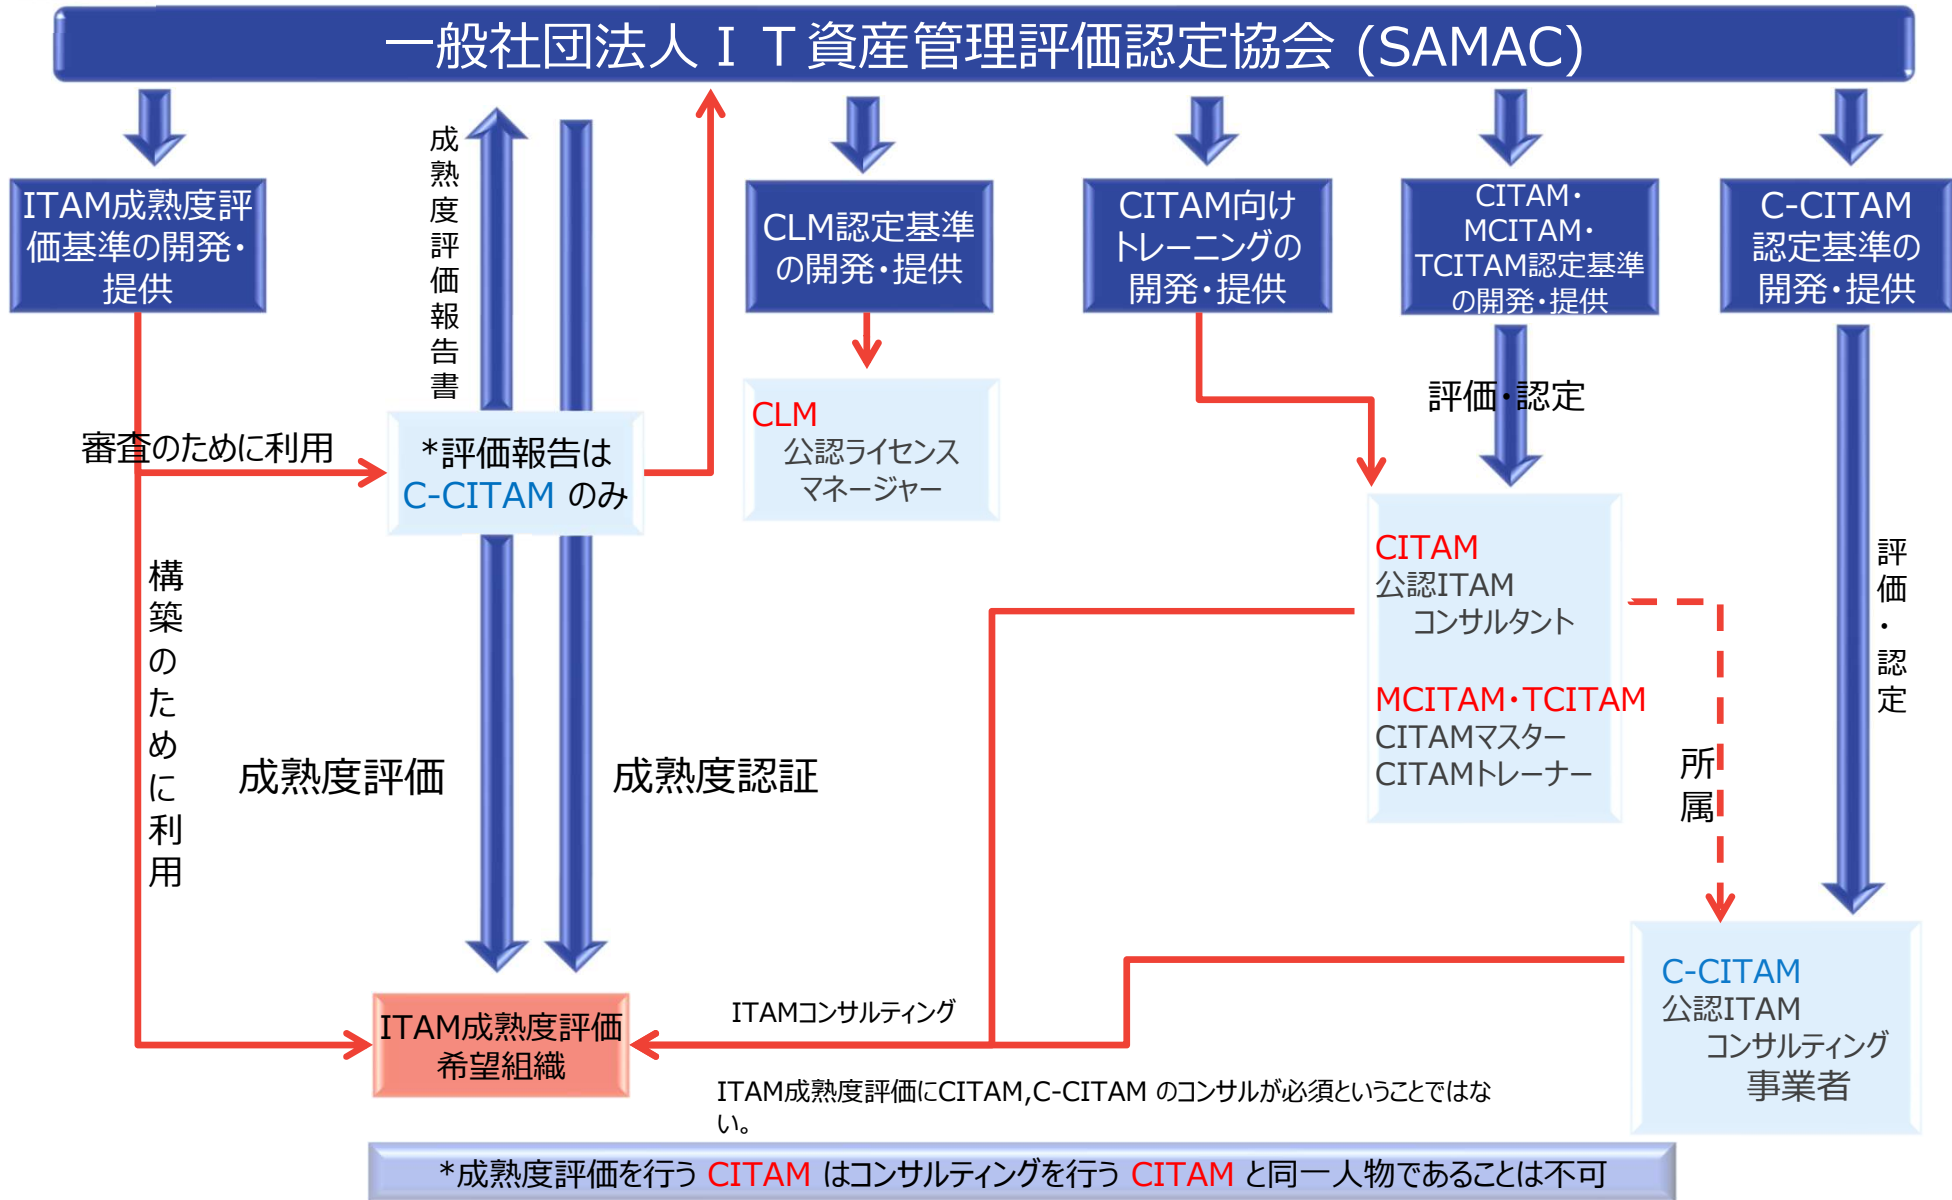 一般社団法人ＩＴ資産管理評価認定協会 (SAMAC)
ITAM成熟度評
価基準の開発・
提供
成熟度評価報告書
CLM認定基準
の開発・提供
CITAM向け
トレーニングの
開発・提供
CITAM・
MCITAM・
TCITAM認定基準
の開発・提供
C-CITAM
認定基準の
開発・提供
審査のために利用
*評価報告は
C-CITAM のみ
CLM
公認ライセンス
マネージャー
評価・認定
構築のために利用
成熟度評価
成熟度認証
CITAM
公認ITAM
コンサルタント
MCITAM・TCITAM
CITAMマスター
CITAMトレーナー
評価・認定
所属
C-CITAM
公認ITAM
コンサルティング
事業者
ITAM成熟度評価
希望組織
ITAMコンサルティング
ITAM成熟度評価にCITAM,C-CITAM のコンサルが必須ということではな
い。
*成熟度評価を行う CITAM はコンサルティングを行う CITAM と同一人物であることは不可